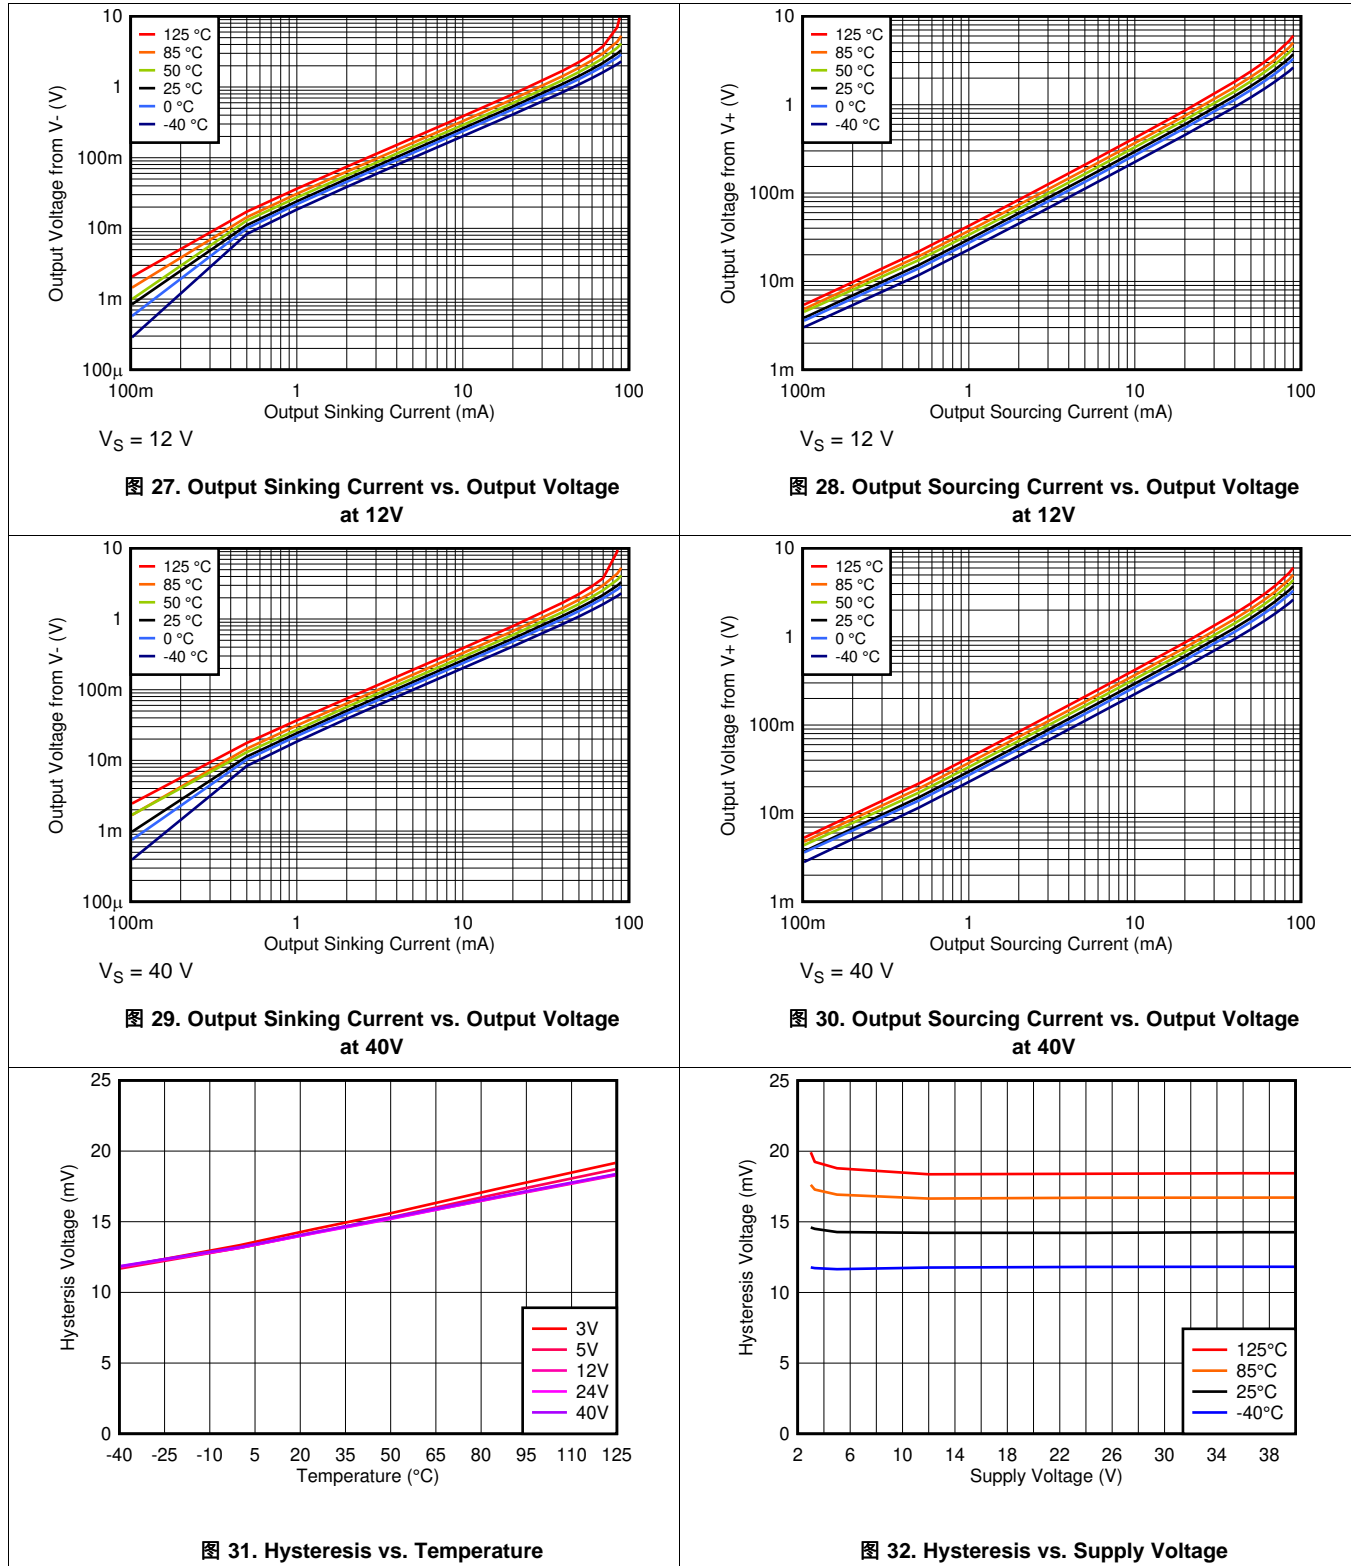 10
1
100m
10m
1m
100µ
Output Voltage from V- (V)
125 °C
85 °C
50 °C
25 °C
0 °C
-40 °C
100m 1 10 100
Output Sinking Current (mA)
V_S = 12 V
图 27. Output Sinking Current vs. Output Voltage
at 12V
10
1
100m
10m
1m
Output Voltage from V+ (V)
125 °C
85 °C
50 °C
25 °C
0 °C
-40 °C
100m 1 10 100
Output Sourcing Current (mA)
V_S = 12 V
图 28. Output Sourcing Current vs. Output Voltage
at 12V
10
1
100m
10m
1m
100µ
Output Voltage from V- (V)
125 °C
85 °C
50 °C
25 °C
0 °C
-40 °C
100m 1 10 100
Output Sinking Current (mA)
V_S = 40 V
图 29. Output Sinking Current vs. Output Voltage
at 40V
10
1
100m
10m
1m
Output Voltage from V+ (V)
125 °C
85 °C
50 °C
25 °C
0 °C
-40 °C
100m 1 10 100
Output Sourcing Current (mA)
V_S = 40 V
图 30. Output Sourcing Current vs. Output Voltage
at 40V
25
20
15
10
5
0
Hystersis Voltage (mV)
3V
5V
12V
24V
40V
-40 -25 -10 5 20 35 50 65 80 95 110 125
Temperature (°C)
图 31. Hysteresis vs. Temperature
25
20
15
10
5
0
Hysteresis Voltage (mV)
125°C
85°C
25°C
-40°C
2 6 10 14 18 22 26 30 34 38
Supply Voltage (V)
图 32. Hysteresis vs. Supply Voltage